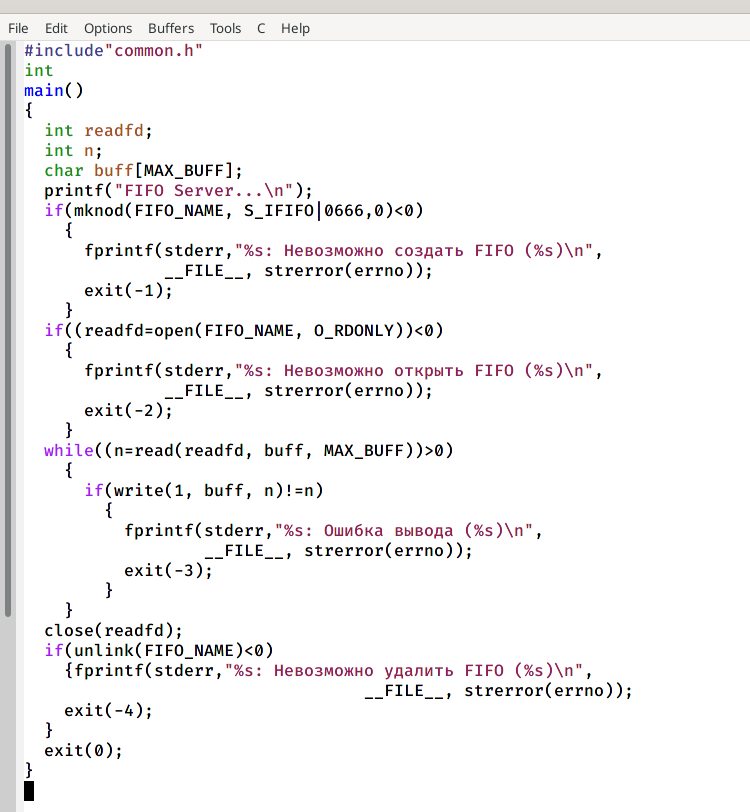 File Edit Options Buffers Tools C Help
#include"common.h"
int
main()
{
  int readfd;
  int n;
  char buff[MAX_BUFF];
  printf("FIFO Server...\n");
  if(mknod(FIFO_NAME, S_IFIFO|0666,0)<0)
    {
      fprintf(stderr,"%s: Невозможно создать FIFO (%s)\n",
              __FILE__, strerror(errno));
      exit(-1);
    }
  if((readfd=open(FIFO_NAME, O_RDONLY))<0)
    {
      fprintf(stderr,"%s: Невозможно открыть FIFO (%s)\n",
              __FILE__, strerror(errno));
      exit(-2);
    }
  while((n=read(readfd, buff, MAX_BUFF))>0)
    {
      if(write(1, buff, n)!=n)
        {
          fprintf(stderr,"%s: Ошибка вывода (%s)\n",
                  __FILE__, strerror(errno));
          exit(-3);
        }
    }
  close(readfd);
  if(unlink(FIFO_NAME)<0)
    {fprintf(stderr,"%s: Невозможно удалить FIFO (%s)\n",
                                  __FILE__, strerror(errno));
    exit(-4);
  }
  exit(0);
}